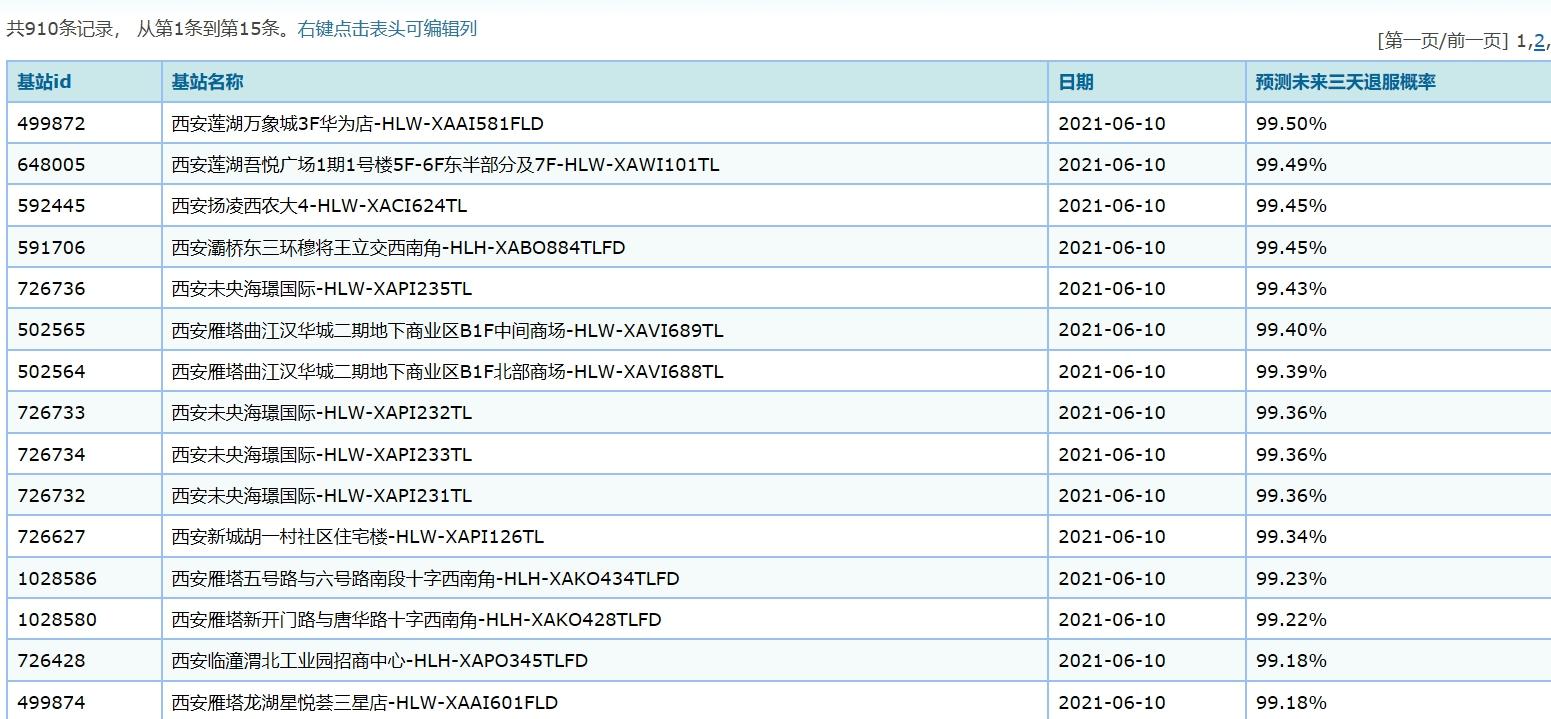 共910条记录， 从第1条到第15条。右键点击表头可编辑列
[第一页/前一页] 1,2,
基站id 基站名称 日期 预测未来三天退服概率
499872 西安莲湖万象城3F华为店-HLW-XAAI581FLD 2021-06-10 99.50%
648005 西安莲湖吾悦广场1期1号楼5F-6F东半部分及7F-HLW-XAWI101TL 2021-06-10 99.49%
592445 西安扬凌西农大4-HLW-XACI624TL 2021-06-10 99.45%
591706 西安灞桥东三环穆将王立交西南角-HLH-XABO884TLFD 2021-06-10 99.45%
726736 西安未央海璟国际-HLW-XAPI235TL 2021-06-10 99.43%
502565 西安雁塔曲江汉华城二期地下商业区B1F中间商场-HLW-XAVI689TL 2021-06-10 99.40%
502564 西安雁塔曲江汉华城二期地下商业区B1F北部商场-HLW-XAVI688TL 2021-06-10 99.39%
726733 西安未央海璟国际-HLW-XAPI232TL 2021-06-10 99.36%
726734 西安未央海璟国际-HLW-XAPI233TL 2021-06-10 99.36%
726732 西安未央海璟国际-HLW-XAPI231TL 2021-06-10 99.36%
726627 西安新城胡一村社区住宅楼-HLW-XAPI126TL 2021-06-10 99.34%
1028586 西安雁塔五号路与六号路南段十字西南角-HLH-XAKO434TLFD 2021-06-10 99.23%
1028580 西安雁塔新开门路与唐华路十字西南角-HLH-XAKO428TLFD 2021-06-10 99.22%
726428 西安临潼渭北工业园招商中心-HLH-XAPO345TLFD 2021-06-10 99.18%
499874 西安雁塔龙湖星悦荟三星店-HLW-XAAI601FLD 2021-06-10 99.18%